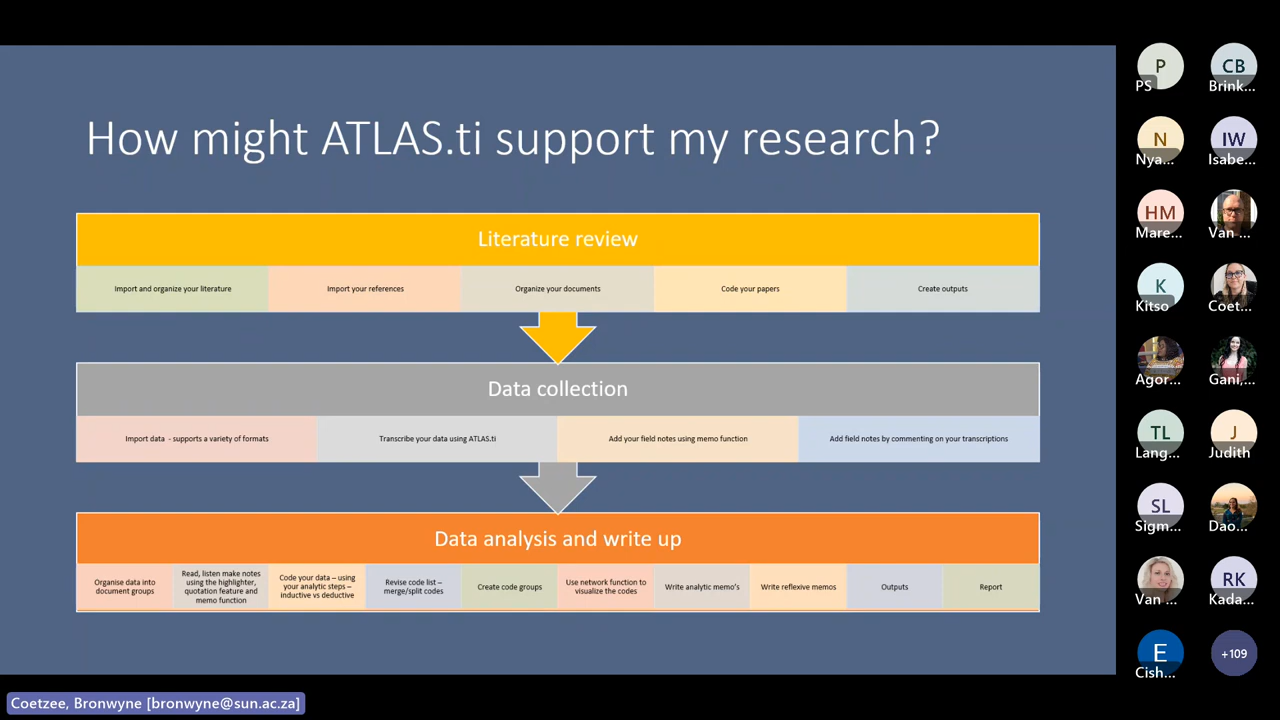 How might ATLAS.ti support my research?
Literature review
Import and organize your literature
Import your references
Organize your documents
Code your papers
Create outputs
Data collection
Import data - supports a variety of formats
Transcribe your data using ATLAS.ti
Add your field notes using memo function
Add field notes by commenting on your transcriptions
Data analysis and write up
Organise data into
document groups
Read, listen make notes
using the highlighter,
quotation feature and
memo function
Code your data – using
your analytic steps –
inductive vs deductive
Revise code list –
merge/split codes
Create code groups
Use network function to
visualize the codes
Write analytic memo's
Write reflexive memos
Outputs
Report
P
PS
CB
Brink...
N
Nya...
IW
Isabe...
HM
Mare...
Van ...
K
Kitso
Coet...
Agor...
Gani,...
TL
Lang...
J
Judith
SL
Sigm...
Dao...
Van ...
RK
Kada...
E
Cish...
+109
Coetzee, Bronwyne [bronwyne@sun.ac.za]